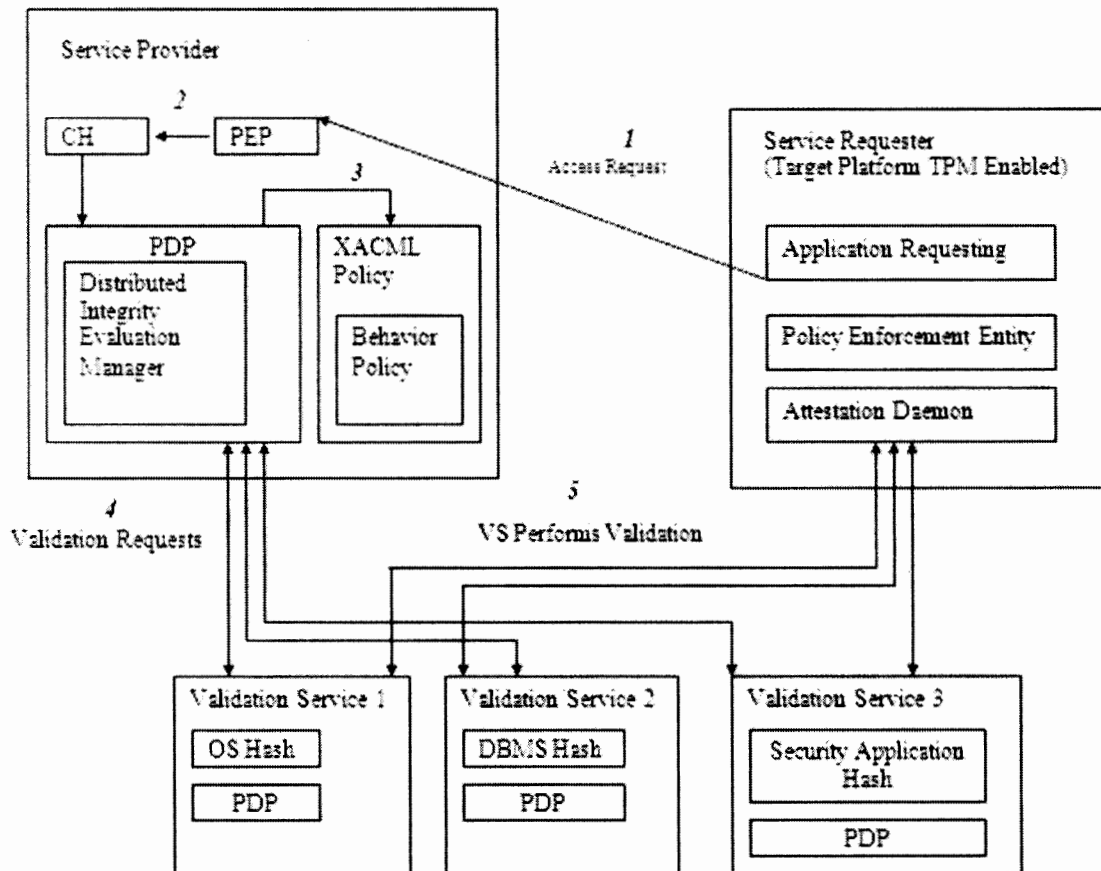 Service Provider
2
CH
PEP
3
PDP
Distributed
Integrity
Evaluation
Manager
XACML
Policy
Behavior
Policy
1
Access Request
Service Requester
(Target Platform TPM Enabled)
Application Requesting
Policy Enforcement Entity
Attestation Daemon
4
Validation Requests
5
VS Performs Validation
Validation Service 1
OS Hash
PDP
Validation Service 2
DBMS Hash
PDP
Validation Service 3
Security Application
Hash
PDP